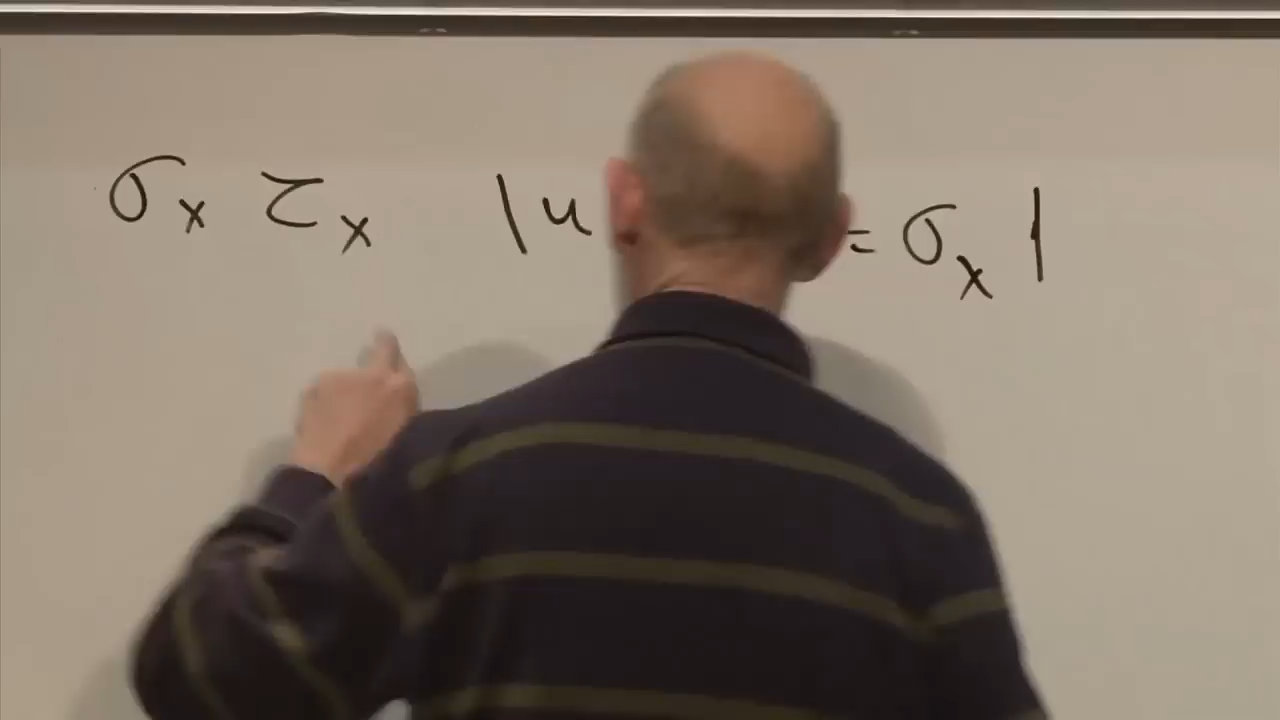 σₓ τₓ |u = σₓ |